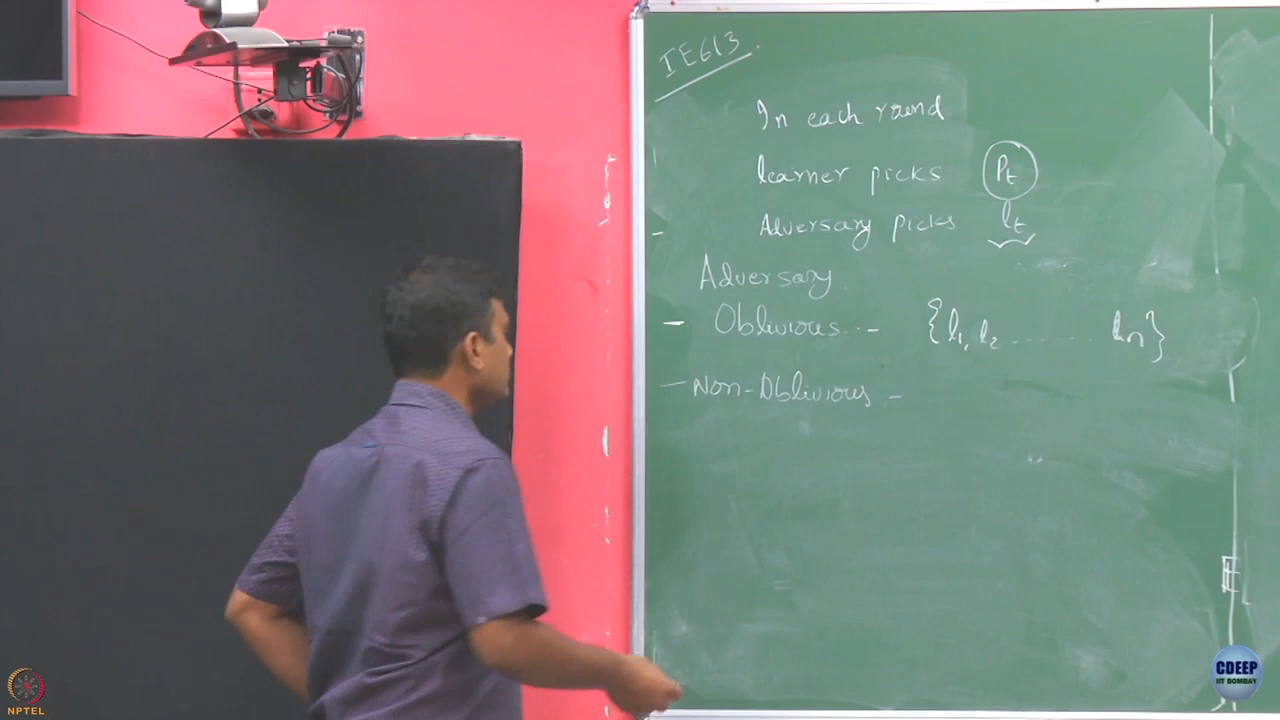 IE613.
In each round
learner picks Pt
Adversary picks lt
Adversary.
- Oblivious..- {l1, l2 ........ ln}
- Non-Oblivious -
NPTEL
CDEEP
IIT BOMBAY